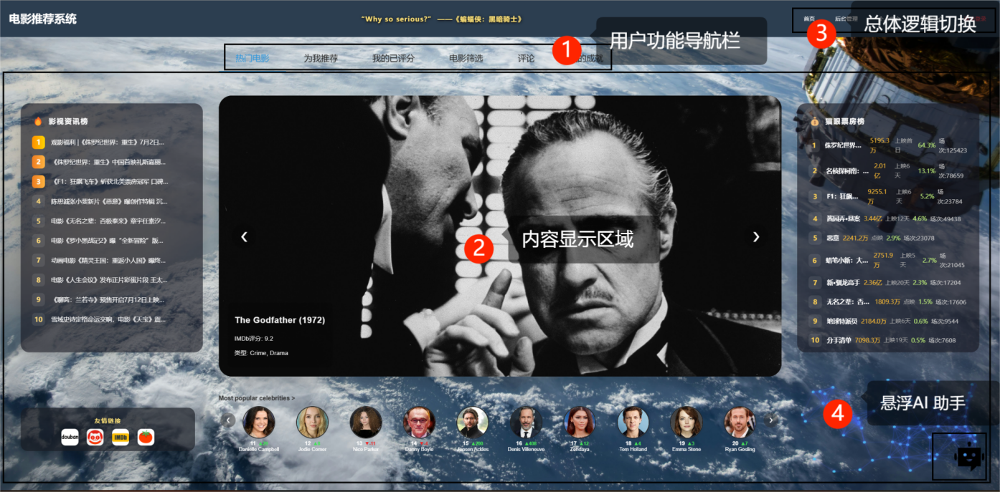 电影推荐系统
“Why so serious?” ——《蝙蝠侠：黑暗骑士》
首页 后台管理
3
总体逻辑切换
热门电影 为我推荐 我的已评分 电影筛选 评论 的成就
1
用户功能导航栏
影视资讯榜
1 观影福利 |《侏罗纪世界：重生》7月2日...
2 《侏罗纪世界：重生》中国首映礼斯嘉丽...
3 《F1：狂飙飞车》斩获北美票房冠军 口碑...
4 陈思诚张小斐新片《恶意》曝创作特辑 沉...
5 电影《无名之辈：否极泰来》章宇任素汐...
6 电影《罗小黑战记2》曝“全新冒险”版...
7 动画电影《精灵王国：重返小人国》曝终...
8 电影《人生会议》发布正片彩蛋片段 王太...
9 《聊斋：兰若寺》预售开启7月12日上映...
10 雪域史诗定格命运交响，电影《天宝》震...
The Godfather (1972)
IMDb评分: 9.2
类型: Crime, Drama
2
内容显示区域
猫眼票房榜
1 侏罗纪世界... 5195.3万 上映首日 64.3% 场次:125423
2 名侦探柯南：... 2.01亿 上映6天 13.1% 场次:78659
3 F1：狂飙... 9255.1万 上映6天 5.2% 场次:23784
4 酱园弄·悬案 3.44亿 上映12天 4.6% 场次:49438
5 恶意 2241.2万 点映 2.9% 场次:23078
6 蜡笔小新：大... 2751.9万 上映5天 2.7% 场次:21045
7 新·驯龙高手 2.36亿 上映20天 2.3% 场次:17204
8 无名之辈：否... 1809.3万 点映 1.5% 场次:17606
9 地球特派员 2184.0万 上映6天 0.6% 场次:9544
10 分手清单 7098.3万 上映19天 0.5% 场次:7608
Most popular celebrities >
11
Danielle Campbell
12
Jodie Comer
13 ▼11
Nico Parker
14
Danny Boyle
15 ▲200
Jensen Ackles
16 ▲408
Denis Villeneuve
17 ▲12
Zendaya
18 ▲4
Tom Holland
19 ▲3
Emma Stone
20 ▲7
Ryan Gosling
友情链接
douban
IMDb
4
悬浮AI 助手